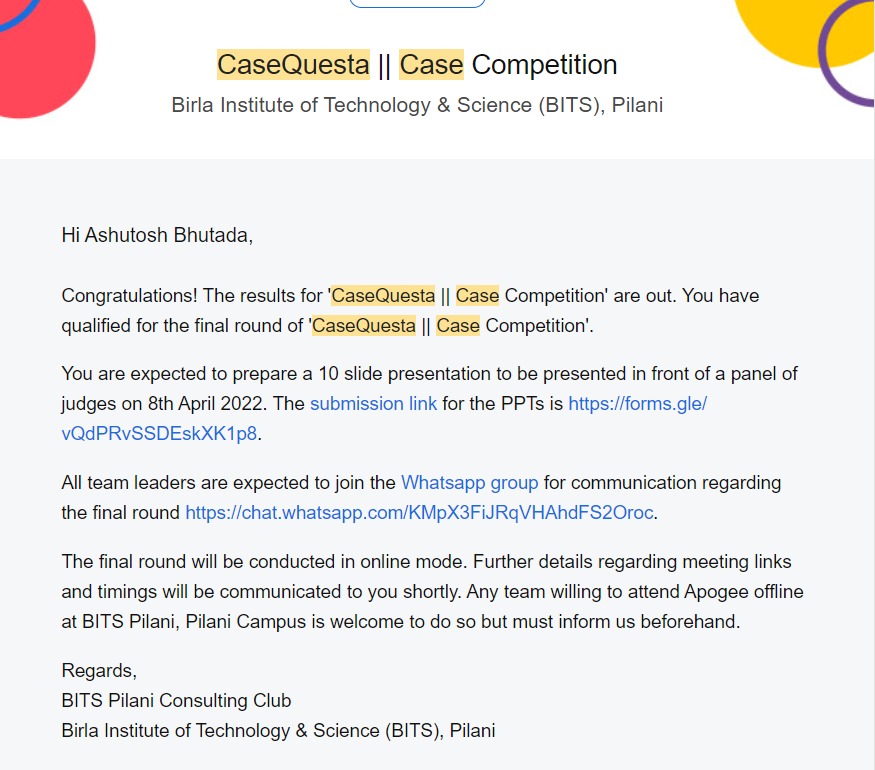 CaseQuesta || Case Competition
Birla Institute of Technology & Science (BITS), Pilani
Hi Ashutosh Bhutada,
Congratulations! The results for 'CaseQuesta || Case Competition' are out. You have
qualified for the final round of 'CaseQuesta || Case Competition'.
You are expected to prepare a 10 slide presentation to be presented in front of a panel of
judges on 8th April 2022. The submission link for the PPTs is https://forms.gle/
vQdPRvSSDEskXK1p8.
All team leaders are expected to join the Whatsapp group for communication regarding
the final round https://chat.whatsapp.com/KMpX3FiJRqVHAhdFS2Oroc.
The final round will be conducted in online mode. Further details regarding meeting links
and timings will be communicated to you shortly. Any team willing to attend Apogee offline
at BITS Pilani, Pilani Campus is welcome to do so but must inform us beforehand.
Regards,
BITS Pilani Consulting Club
Birla Institute of Technology & Science (BITS), Pilani